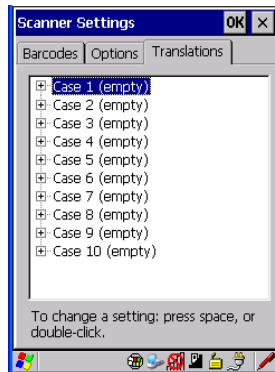 Scanner Settings OK
Barcodes Options Translations
Case 1 (empty)
Case 2 (empty)
Case 3 (empty)
Case 4 (empty)
Case 5 (empty)
Case 6 (empty)
Case 7 (empty)
Case 8 (empty)
Case 9 (empty)
Case 10 (empty)
To change a setting: press space, or
double-click.